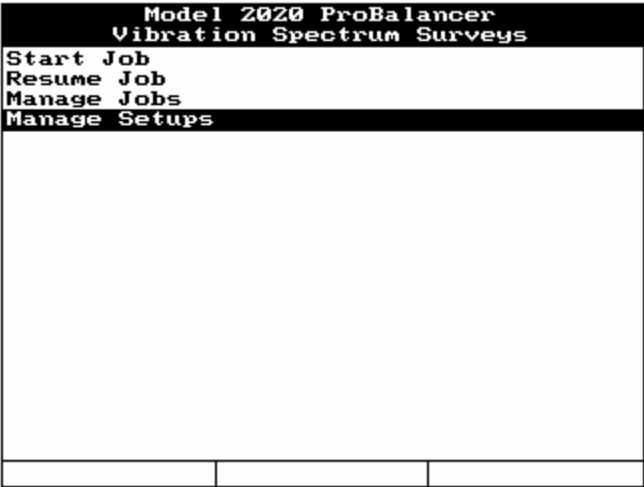 Model 2020 ProBalancer
Vibration Spectrum Surveys
Start Job
Resume Job
Manage Jobs
Manage Setups